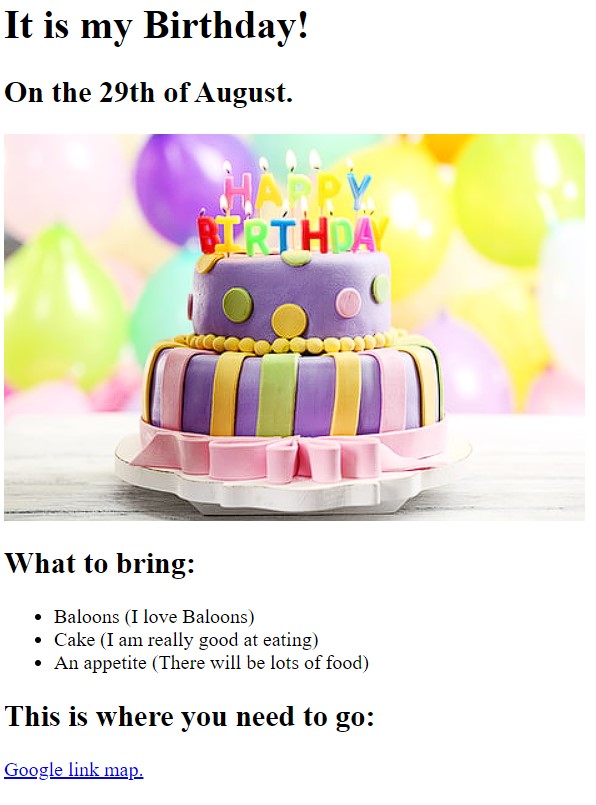 It is my Birthday!
On the 29th of August.
HAPPY
BIRTHDAY
What to bring:
Baloons (I love Baloons)
Cake (I am really good at eating)
An appetite (There will be lots of food)
This is where you need to go:
Google link map.